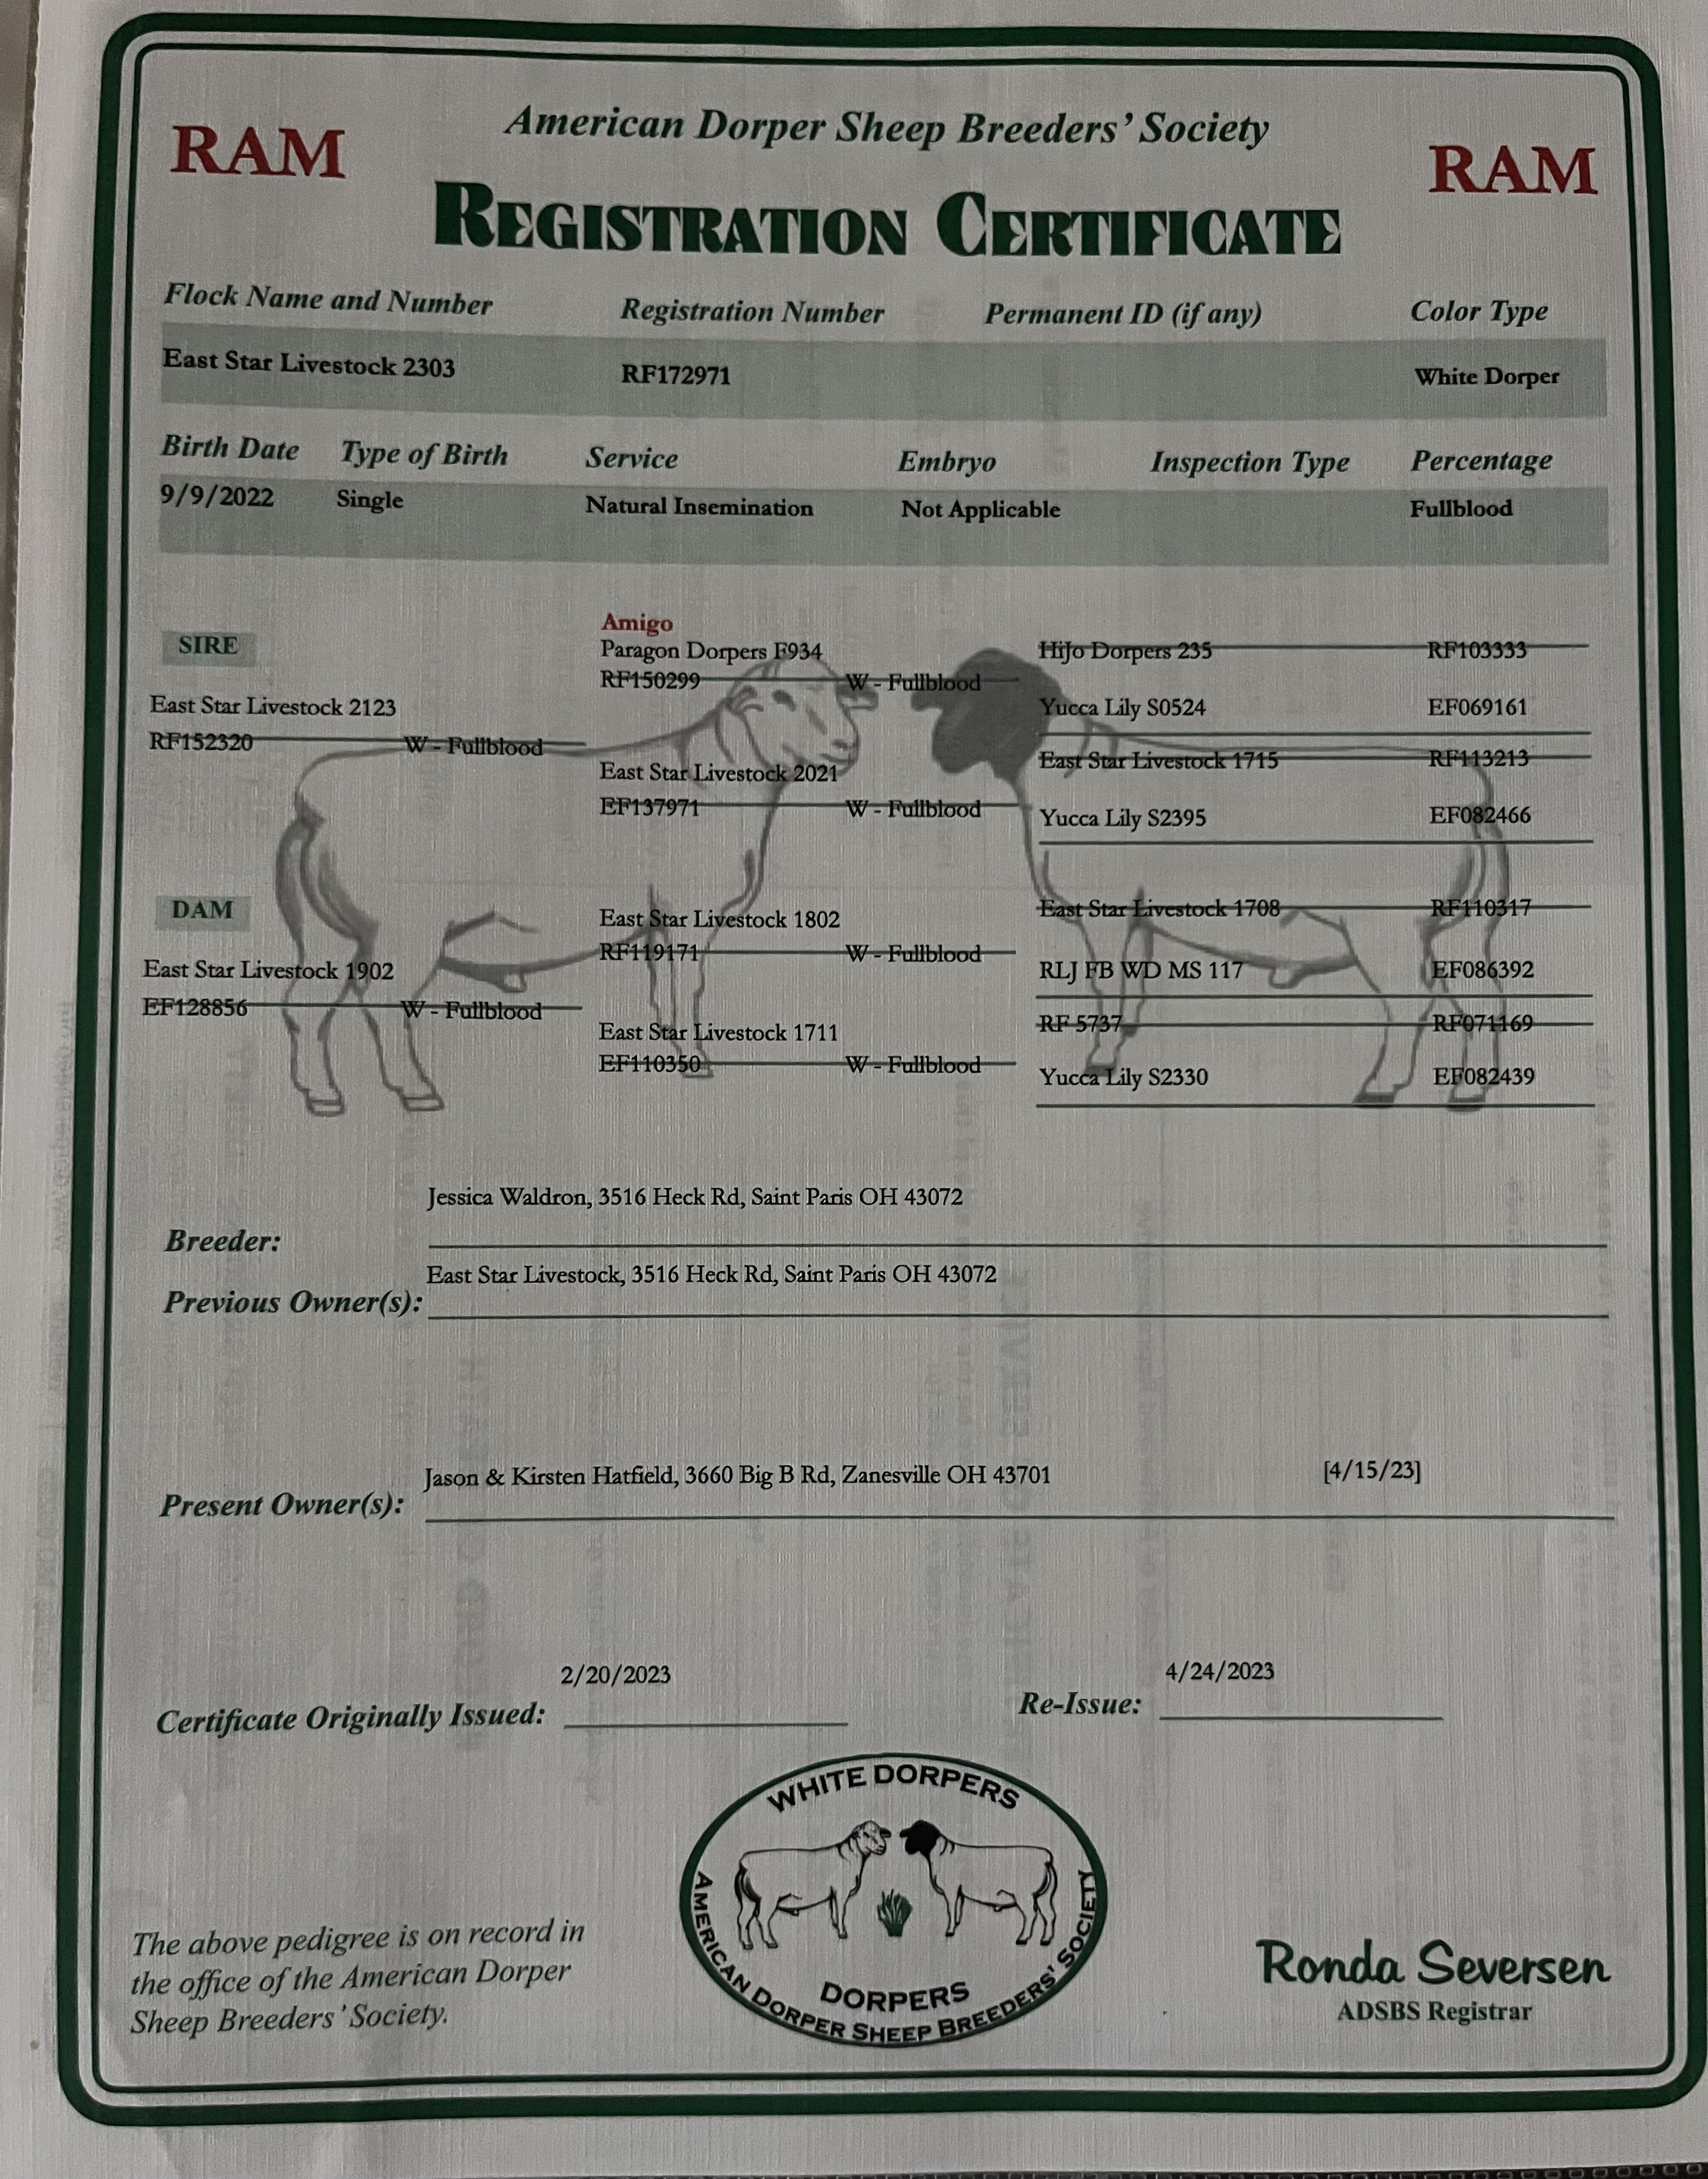 American Dorper Sheep Breeders' Society
RAM
RAM
REGISTRATION CERTIFICATE
Flock Name and Number Registration Number Permanent ID (if any) Color Type
East Star Livestock 2303 RF172971 White Dorper
Birth Date Type of Birth Service Embryo Inspection Type Percentage
9/9/2022 Single Natural Insemination Not Applicable Fullblood
SIRE
East Star Livestock 2123
RF152320 W - Fullblood
Amigo
Paragon Dorpers F934
RF150299 W - Fullblood
East Star Livestock 2021
EF137971 W - Fullblood
HiJo Dorpers 235 RF103333
Yucca Lily S0524 EF069161
East Star Livestock 1715 RF113213
Yucca Lily S2395 EF082466
DAM
East Star Livestock 1902
EF128856 W - Fullblood
East Star Livestock 1802
RF119171 W - Fullblood
East Star Livestock 1711
EF110350 W - Fullblood
East Star Livestock 1708 RF110317
RLJ FB WD MS 117 EF086392
RF 5737 RF071169
Yucca Lily S2330 EF082439
Jessica Waldron, 3516 Heck Rd, Saint Paris OH 43072
Breeder:
East Star Livestock, 3516 Heck Rd, Saint Paris OH 43072
Previous Owner(s):
Jason & Kirsten Hatfield, 3660 Big B Rd, Zanesville OH 43701 [4/15/23]
Present Owner(s):
2/20/2023 4/24/2023
Certificate Originally Issued: Re-Issue:
WHITE DORPERS
DORPERS
AMERICAN DORPER SHEEP BREEDERS' SOCIETY
The above pedigree is on record in
the office of the American Dorper
Sheep Breeders' Society.
Ronda Seversen
ADSBS Registrar